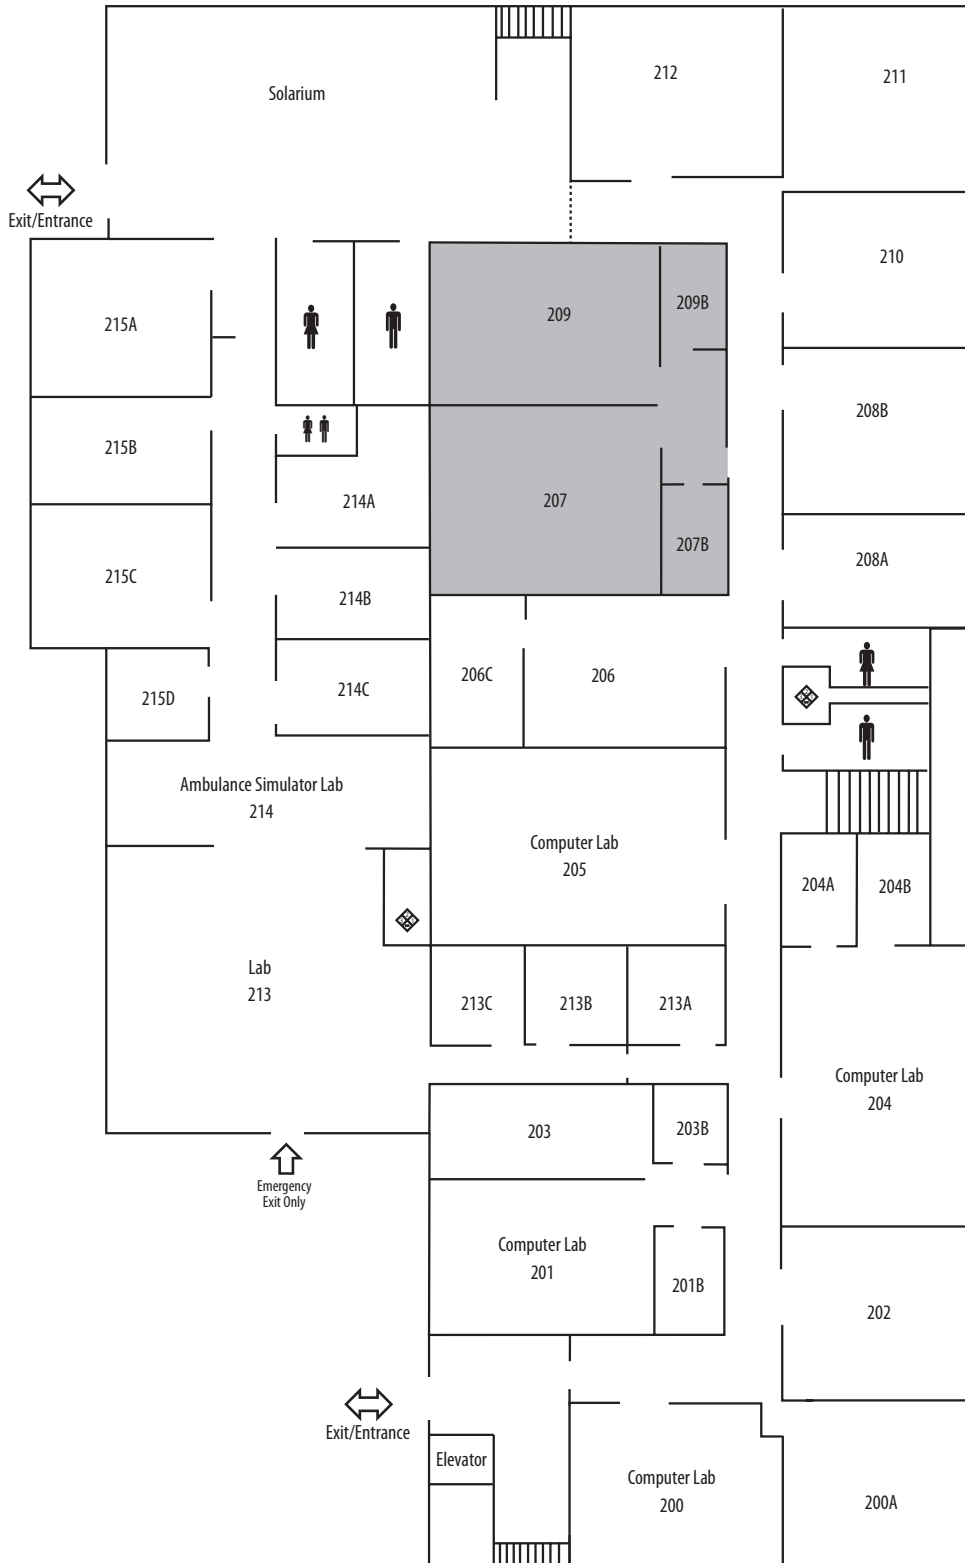 212
211
Solarium
Exit/Entrance
210
209
209B
215A
208B
215B
214A
207
207B
208A
215C
214B
206C
206
215D
214C
Ambulance Simulator Lab
214
Computer Lab
205
204A
204B
Lab
213
213C
213B
213A
Computer Lab
204
203
203B
Emergency
Exit Only
Computer Lab
201
201B
202
Exit/Entrance
Elevator
Computer Lab
200
200A